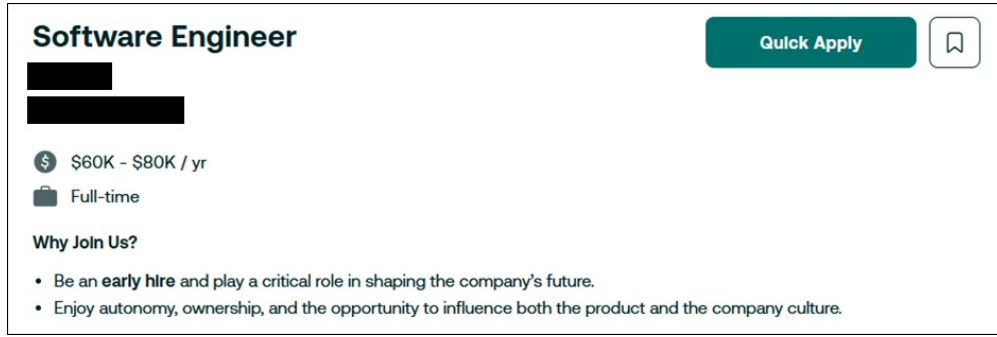 Software Engineer
Quick Apply
$60K - $80K / yr
Full-time
Why Join Us?
• Be an early hire and play a critical role in shaping the company's future.
• Enjoy autonomy, ownership, and the opportunity to influence both the product and the company culture.